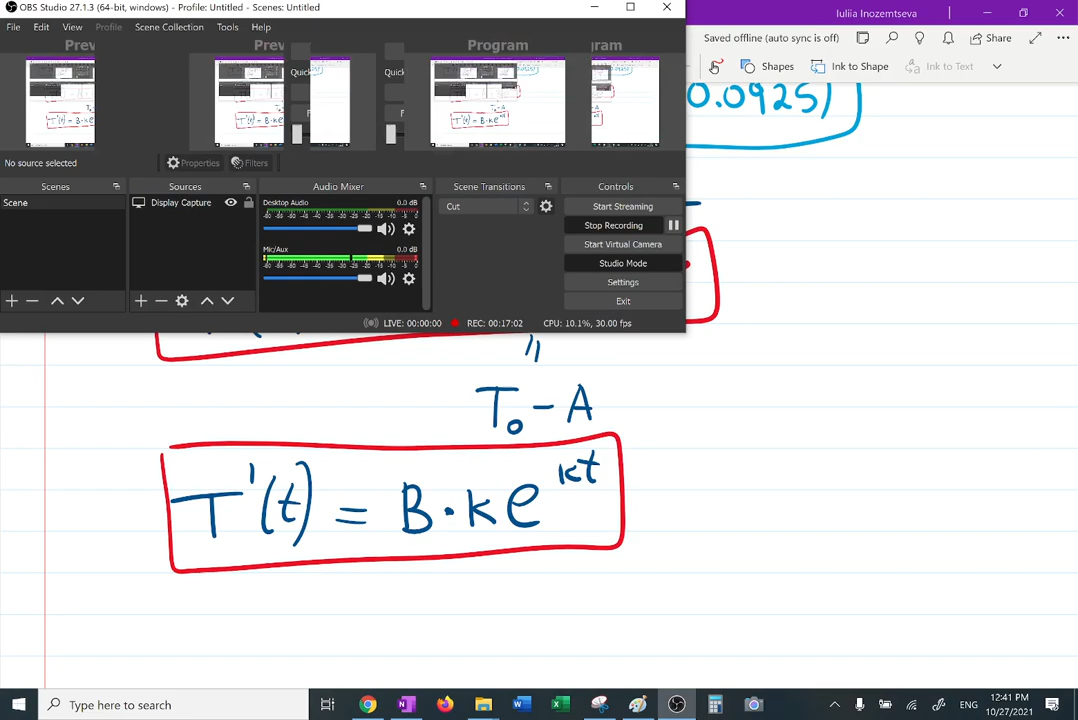 OBS Studio 27.1.3 (64-bit, windows) - Profile: Untitled - Scenes: Untitled
Iuliia Inozemtseva
File Edit View Profile Scene Collection Tools Help
Saved offline (auto sync is off)
Share
Shapes
Ink to Shape
Ink to Text
Prev
Prev
Program
gram
Quick
Quick
0.0925)
No source selected
Properties
Filters
Scenes
Sources
Audio Mixer
Scene Transitions
Controls
Scene
Display Capture
Desktop Audio
0.0 dB
Mic/Aux
0.0 dB
Cut
Start Streaming
Stop Recording
Start Virtual Camera
Studio Mode
Settings
Exit
LIVE: 00:00:00
REC: 00:17:02
CPU: 10.1%, 30.00 fps
T₀ - A
T'(t) = B·ke^kt
Type here to search
ENG
12:41 PM
10/27/2021